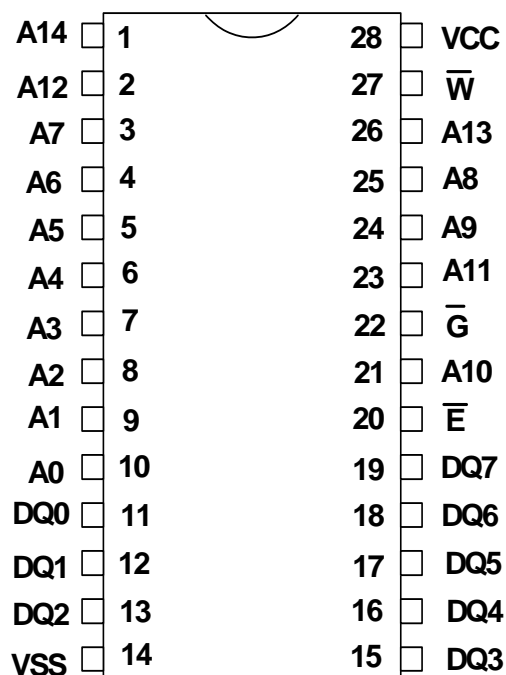 A14 1 28 VCC
A12 2 27 W̅
A7 3 26 A13
A6 4 25 A8
A5 5 24 A9
A4 6 23 A11
A3 7 22 G̅
A2 8 21 A10
A1 9 20 E̅
A0 10 19 DQ7
DQ0 11 18 DQ6
DQ1 12 17 DQ5
DQ2 13 16 DQ4
VSS 14 15 DQ3